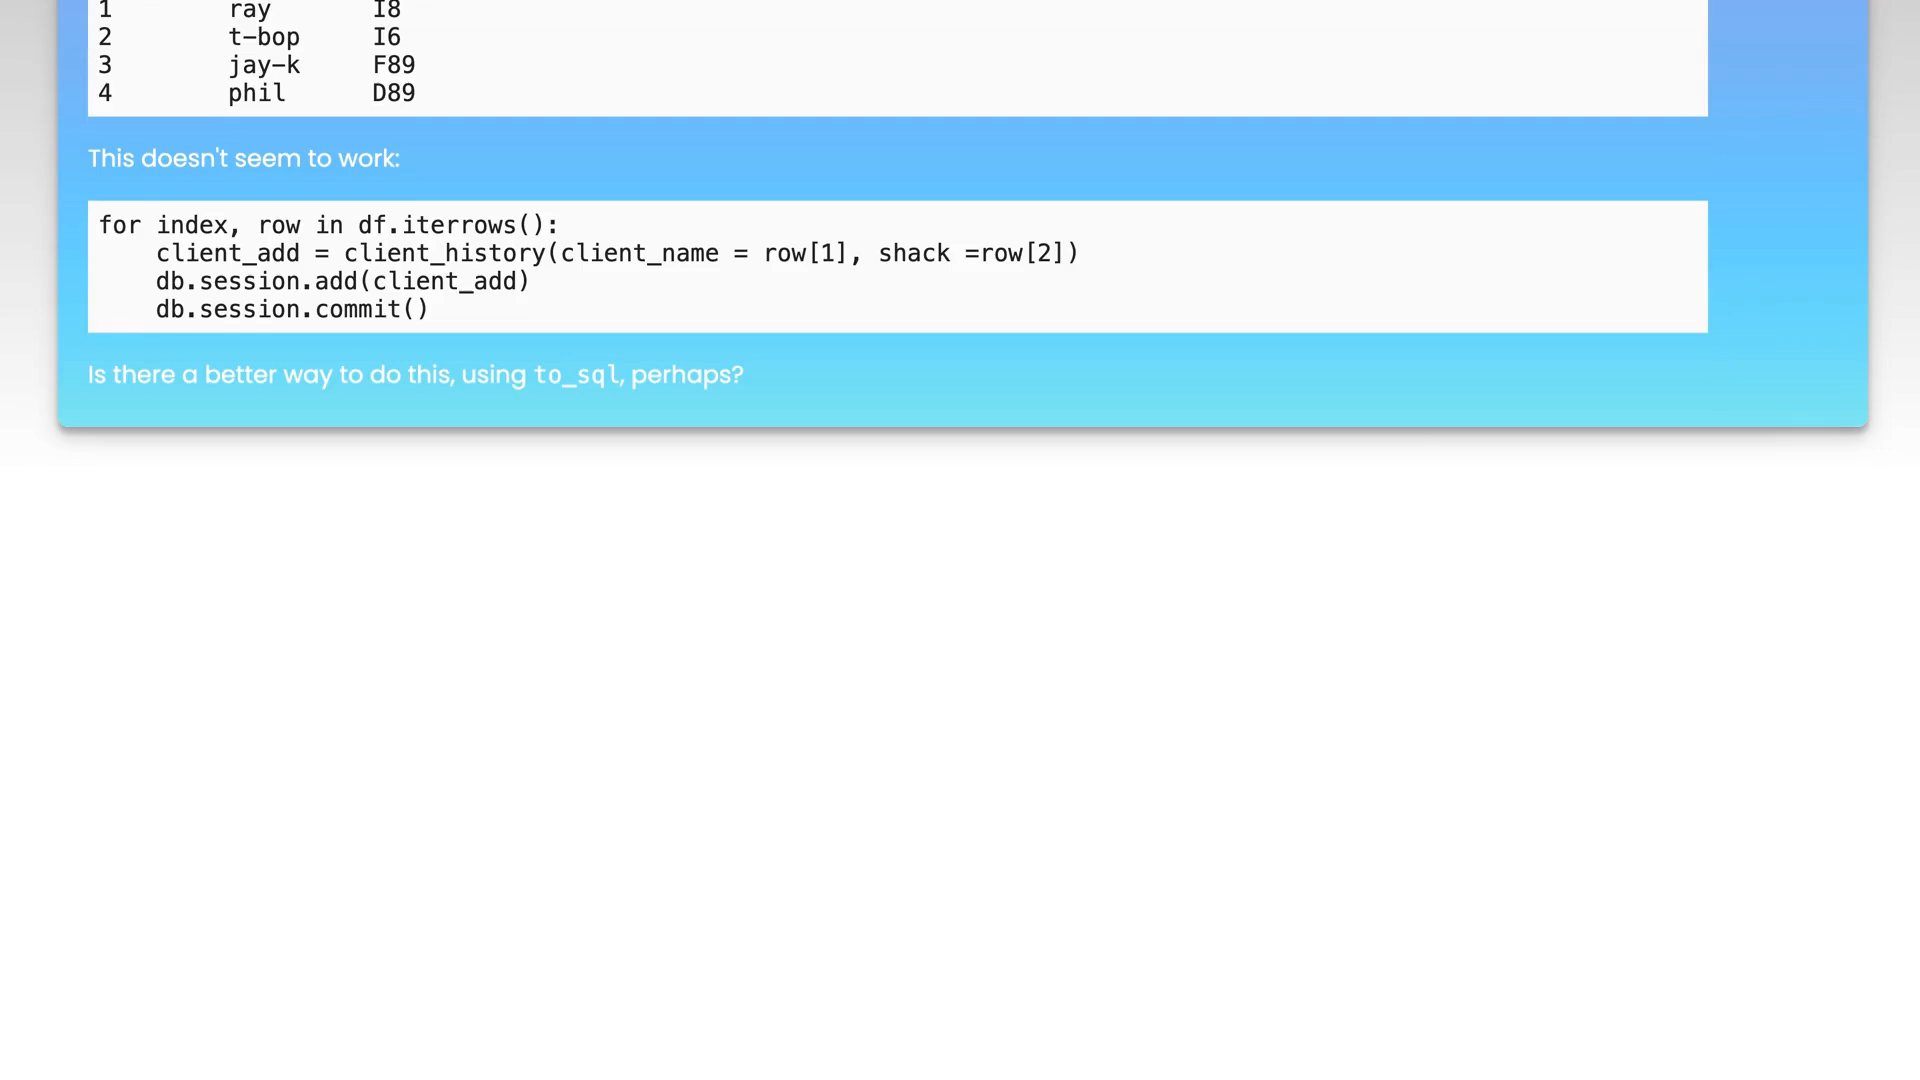 1        ray       I8
2        t-bop     I6
3        jay-k     F89
4        phil      D89
This doesn't seem to work:
for index, row in df.iterrows():
    client_add = client_history(client_name = row[1], shack =row[2])
    db.session.add(client_add)
    db.session.commit()
Is there a better way to do this, using to_sql, perhaps?